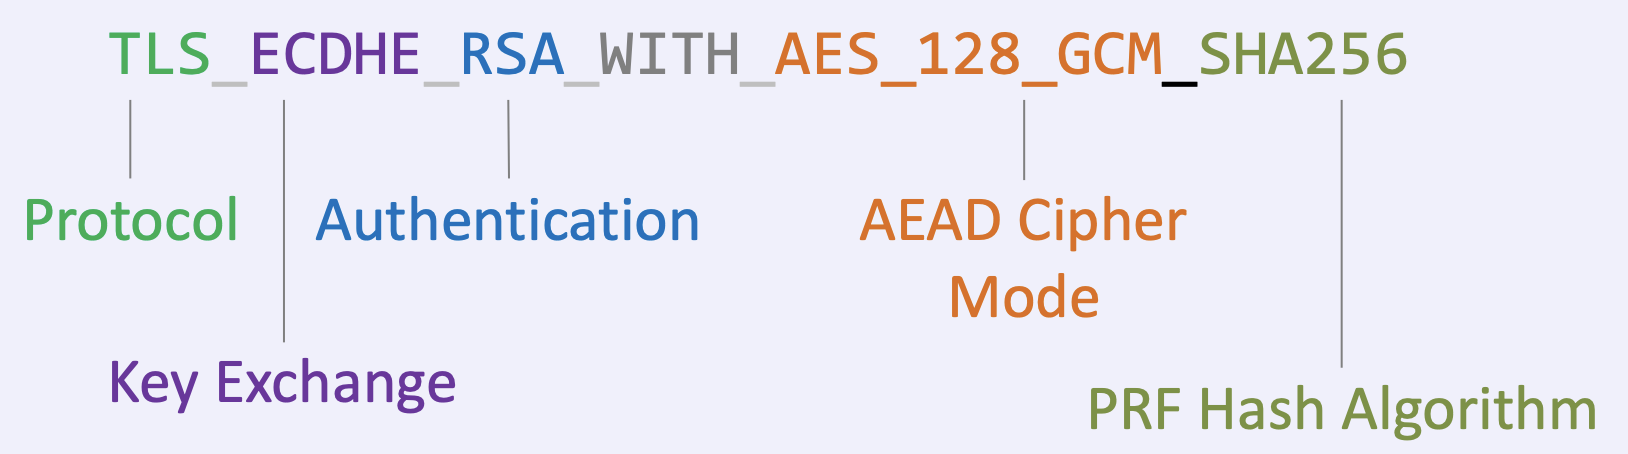 TLS_ECDHE_RSA_WITH_AES_128_GCM_SHA256
Protocol
Authentication
AEAD Cipher
Mode
Key Exchange
PRF Hash Algorithm